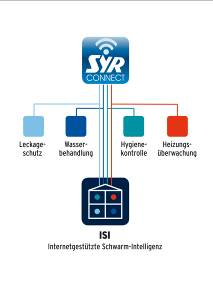 SYR
CONNECT
Leckage-
schutz
Wasser-
behandlung
Hygiene-
kontrolle
Heizungs-
überwachung
ISI
Internetgestützte Schwarm-Intelligenz